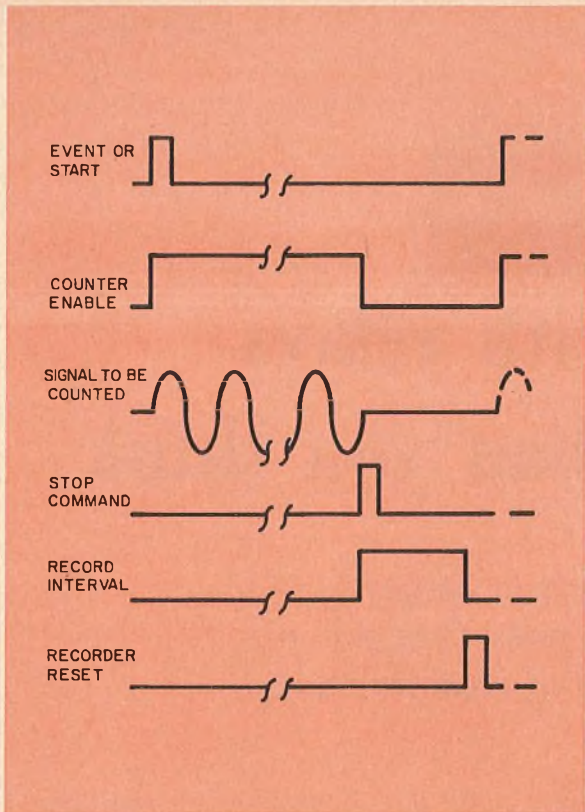 EVENT OR
START
COUNTER
ENABLE
SIGNAL TO BE
COUNTED
STOP
COMMAND
RECORD
INTERVAL
RECORDER
RESET